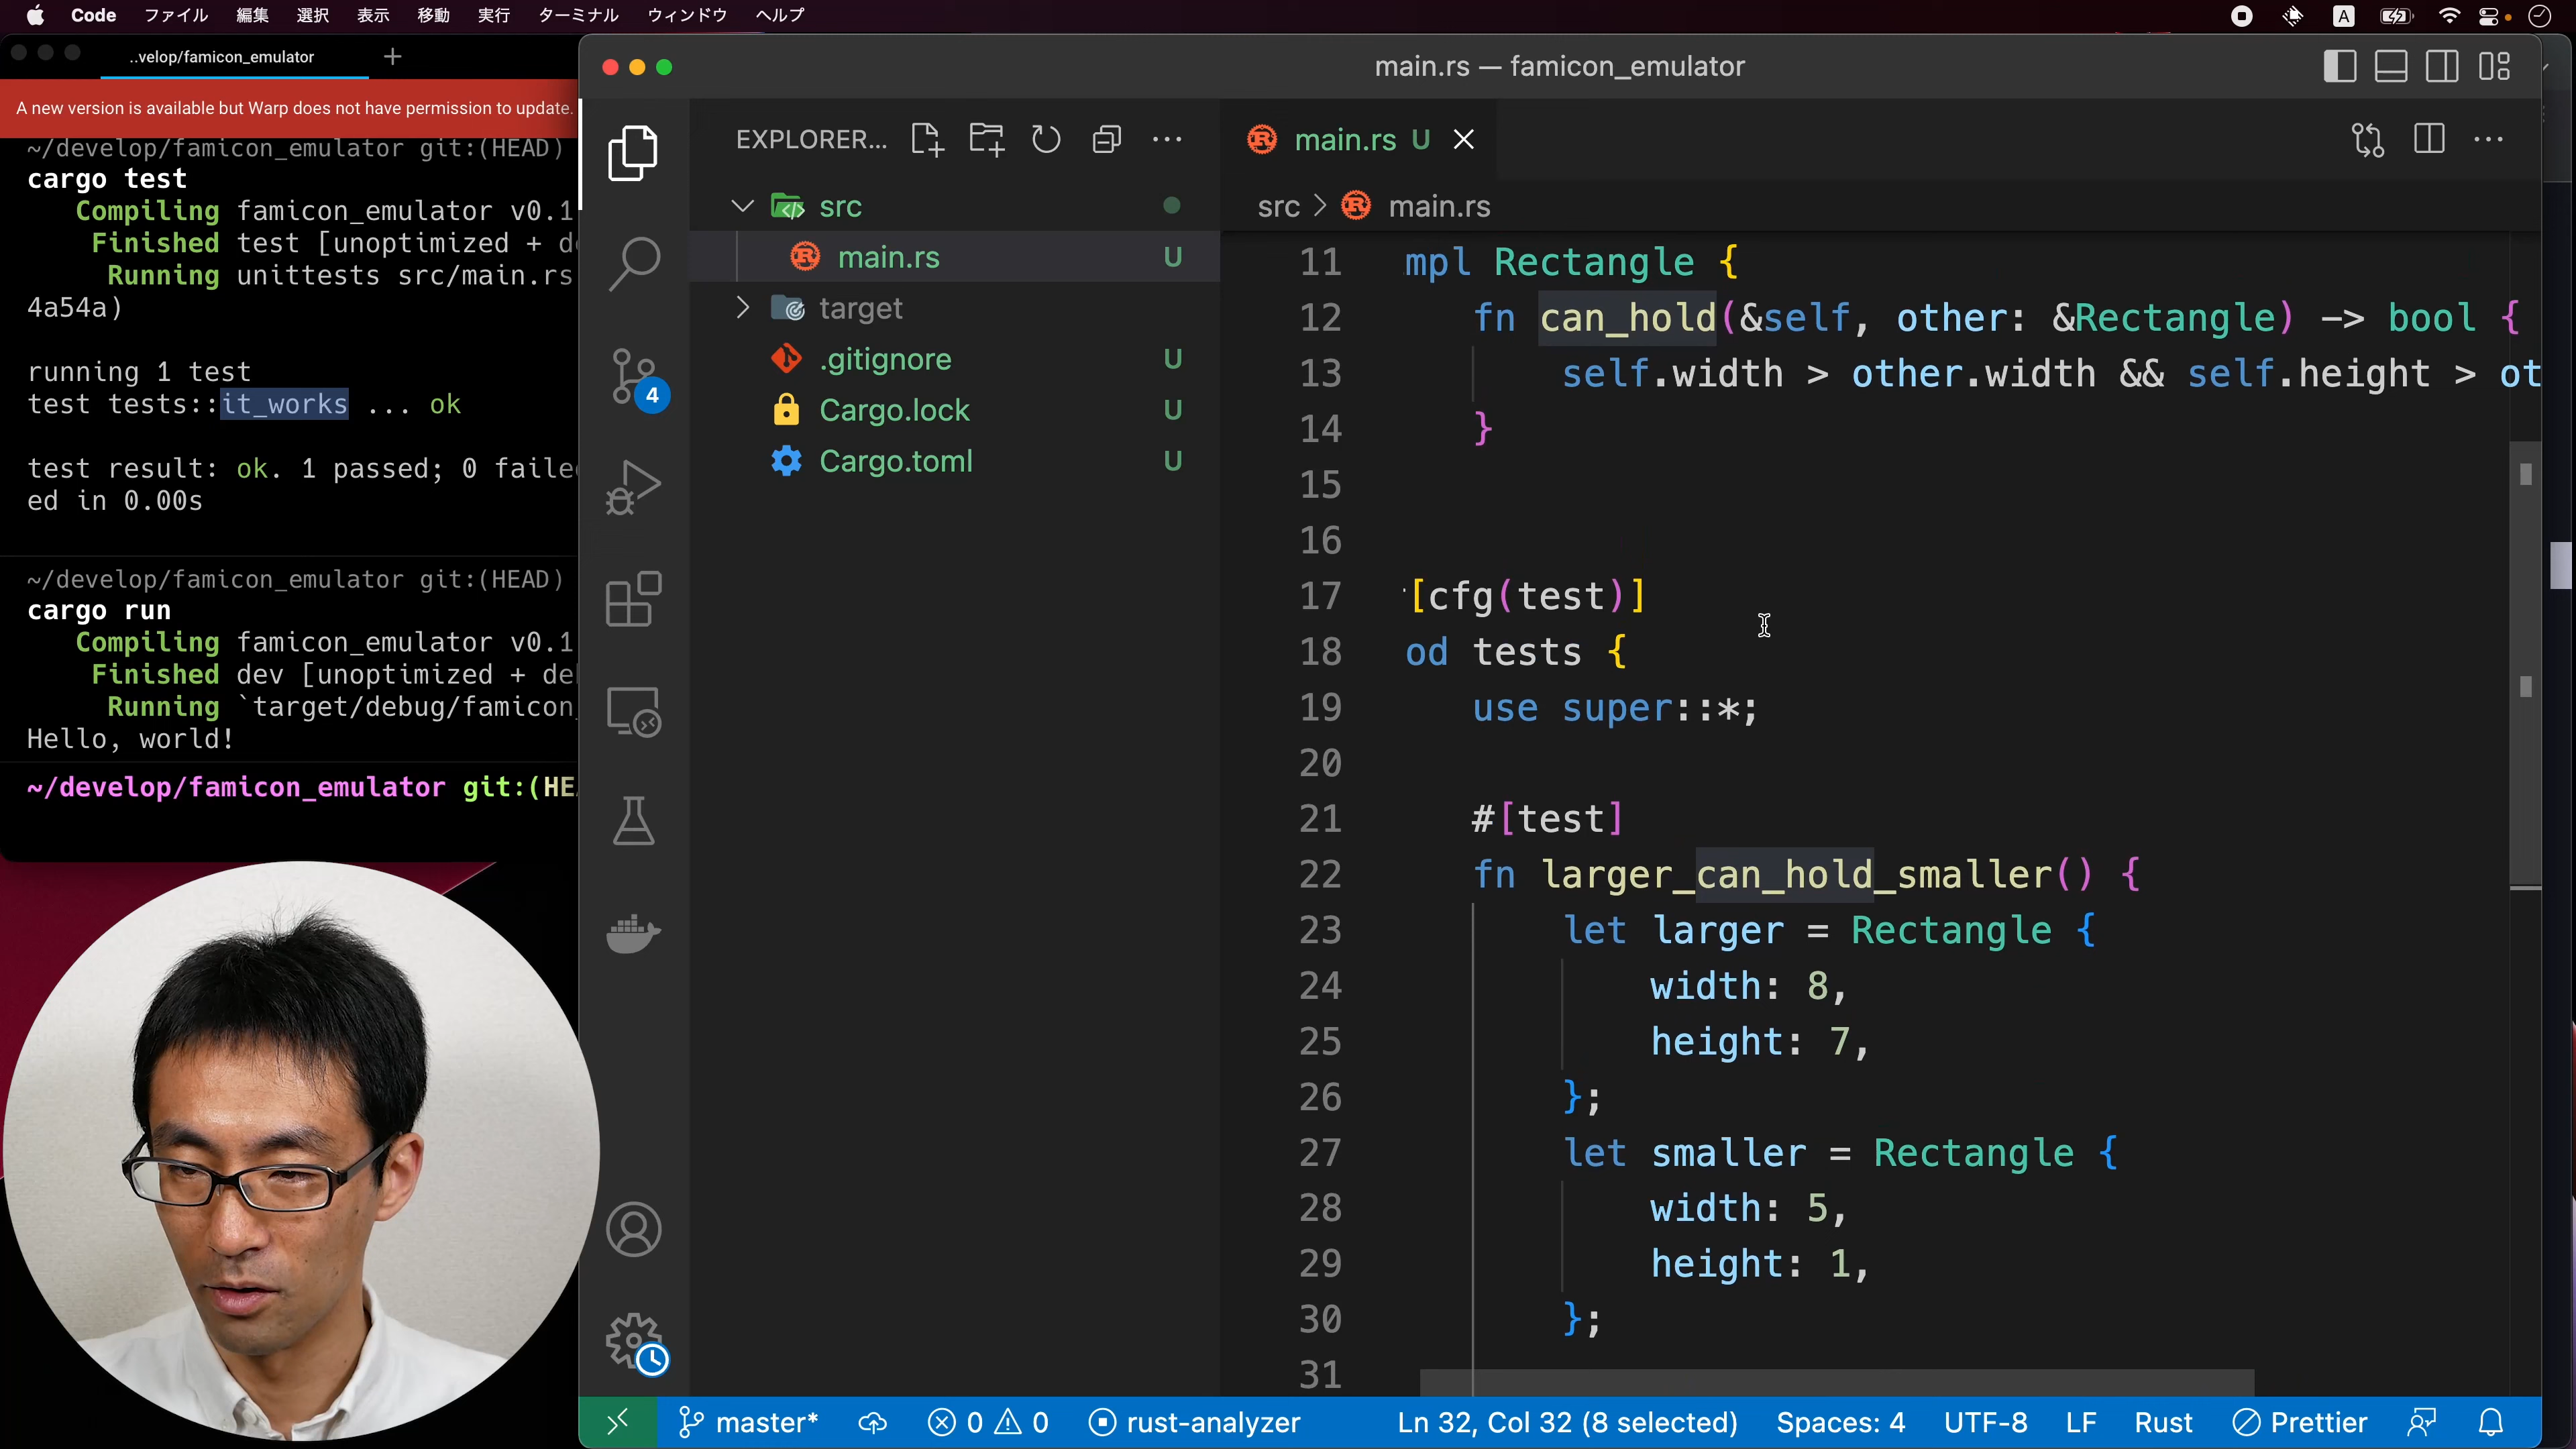 Code ファイル 編集 選択 表示 移動 実行 ターミナル ウィンドウ ヘルプ
A
..velop/famicon_emulator
A new version is available but Warp does not have permission to update.
~/develop/famicon_emulator git:(HEAD)
cargo test
Compiling famicon_emulator v0.1
Finished test [unoptimized + de
Running unittests src/main.rs
4a54a)
running 1 test
test tests::it_works ... ok
test result: ok. 1 passed; 0 faile
ed in 0.00s
~/develop/famicon_emulator git:(HEAD)
cargo run
Compiling famicon_emulator v0.1
Finished dev [unoptimized + de
Running `target/debug/famicon_
Hello, world!
~/develop/famicon_emulator git:(HE
main.rs — famicon_emulator
EXPLORER...
src
main.rs U
target
.gitignore U
Cargo.lock U
Cargo.toml U
4
main.rs U
src > main.rs
11 mpl Rectangle {
12 fn can_hold(&self, other: &Rectangle) -> bool {
13 self.width > other.width && self.height > ot
14 }
15
16
17 [cfg(test)]
18 od tests {
19 use super::*;
20
21 #[test]
22 fn larger_can_hold_smaller() {
23 let larger = Rectangle {
24 width: 8,
25 height: 7,
26 };
27 let smaller = Rectangle {
28 width: 5,
29 height: 1,
30 };
31
master* 0 0 rust-analyzer Ln 32, Col 32 (8 selected) Spaces: 4 UTF-8 LF Rust Prettier